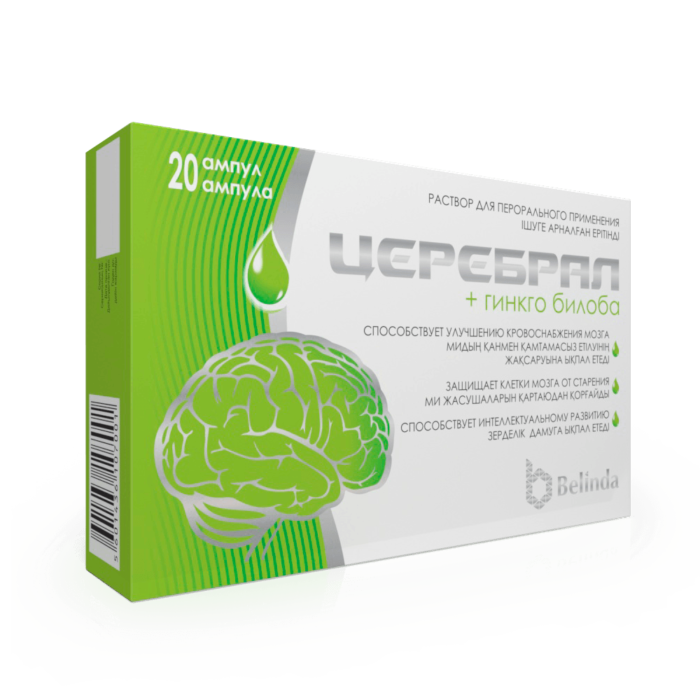 20 ампул
ампула
РАСТВОР ДЛЯ ПЕРОРАЛЬНОГО ПРИМЕНЕНИЯ
ІШУГЕ АРНАЛҒАН ЕРІТІНДІ
ЦЕРЕБРАЛ
+ гинкго билоба
СПОСОБСТВУЕТ УЛУЧШЕНИЮ КРОВОСНАБЖЕНИЯ МОЗГА
МИДЫҢ ҚАНМЕН ҚАМТАМАСЫЗ ЕТІЛУІНІҢ
ЖАҚСАРУЫНА ЫҚПАЛ ЕТЕДІ
ЗАЩИЩАЕТ КЛЕТКИ МОЗГА ОТ СТАРЕНИЯ
МИ ЖАСУШАЛАРЫН ҚАРТАЮДАН ҚОРҒАЙДЫ
СПОСОБСТВУЕТ ИНТЕЛЛЕКТУАЛЬНОМУ РАЗВИТИЮ
ЗЕРДЕЛІК ДАМУҒА ЫҚПАЛ ЕТЕДІ
Belinda